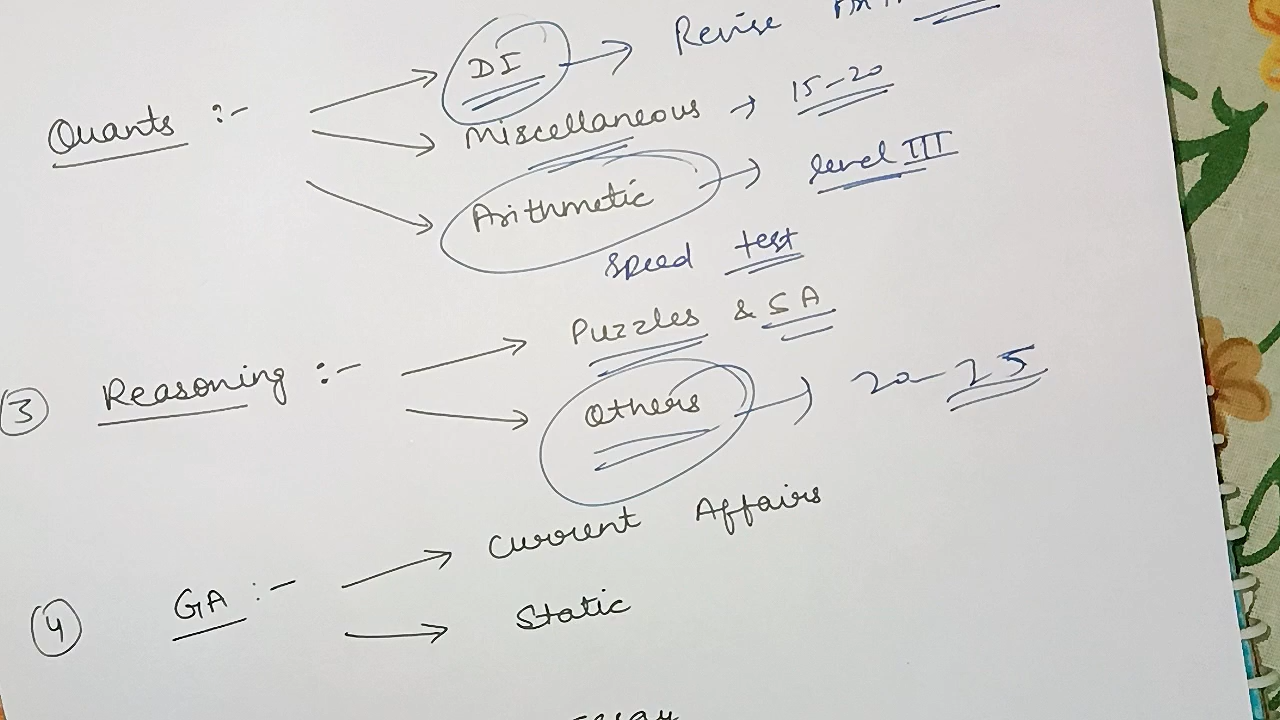 DI → Revise
Quants :- Miscellaneous → 15-20
Arithmetic → level III
speed test
Puzzles & SA
③ Reasoning :- Others → 20-25
Current Affairs
④ GA :- Static